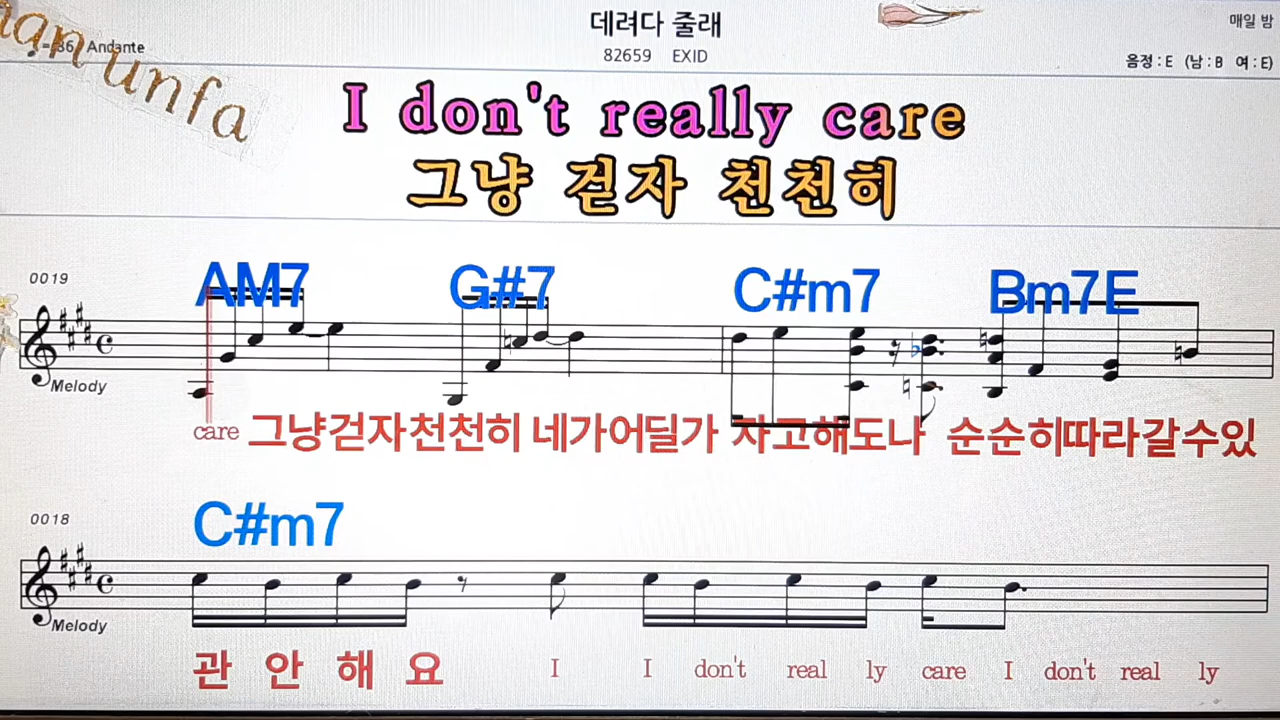 데려다 줄래
매일 밤
Andante
82659 EXID
음정 : E (남 : B 여 : E)
unfa
I don't really care
그냥 걷자 천천히
0019
AM7 G#7 C#m7 Bm7E
Melody
care 그냥걷자천천히 네가어딜가 자고해도나 순순히따라갈수있
0018
C#m7
Melody
관 안 해 요 I I don't real ly care I don't real ly